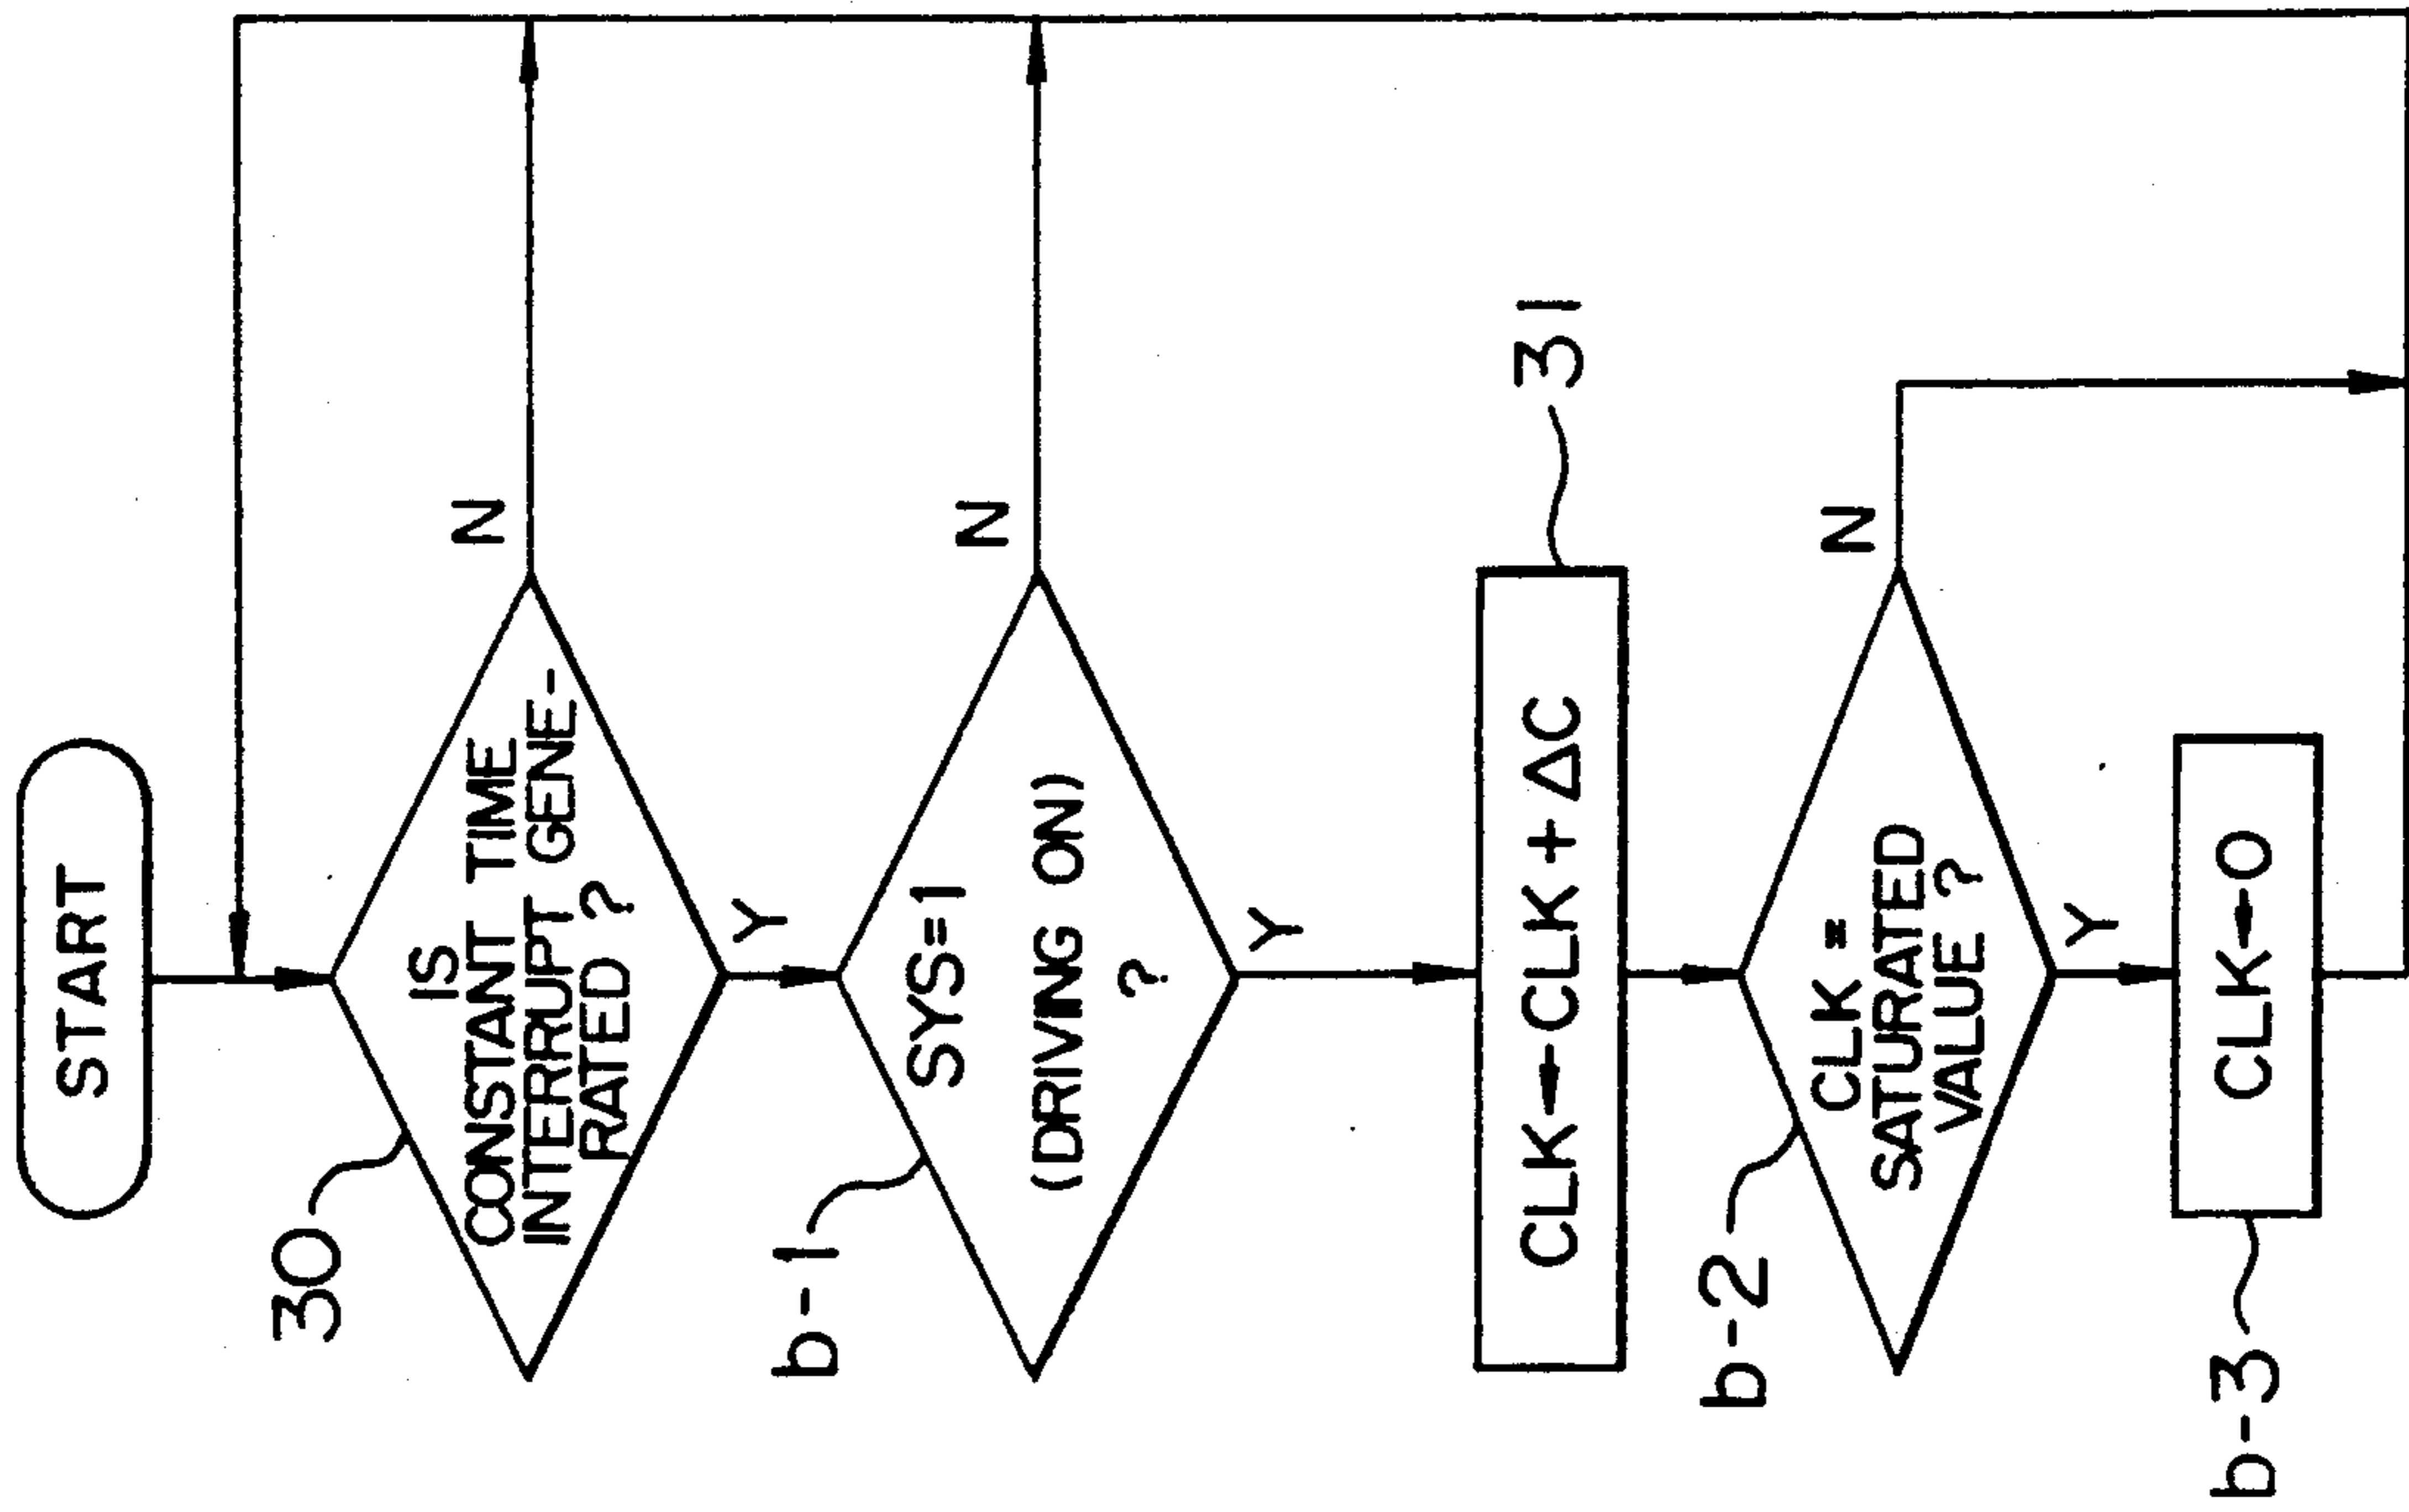 START
30
IS
CONSTANT TIME
INTERRUPT GENE-
RATED ?
N
Y
b-1
SYS=1
(DRIVING ON)
?
N
Y
31
CLK←CLK+ΔC
b-2
CLK =
SATURATED
VALUE ?
N
Y
b-3
CLK←0